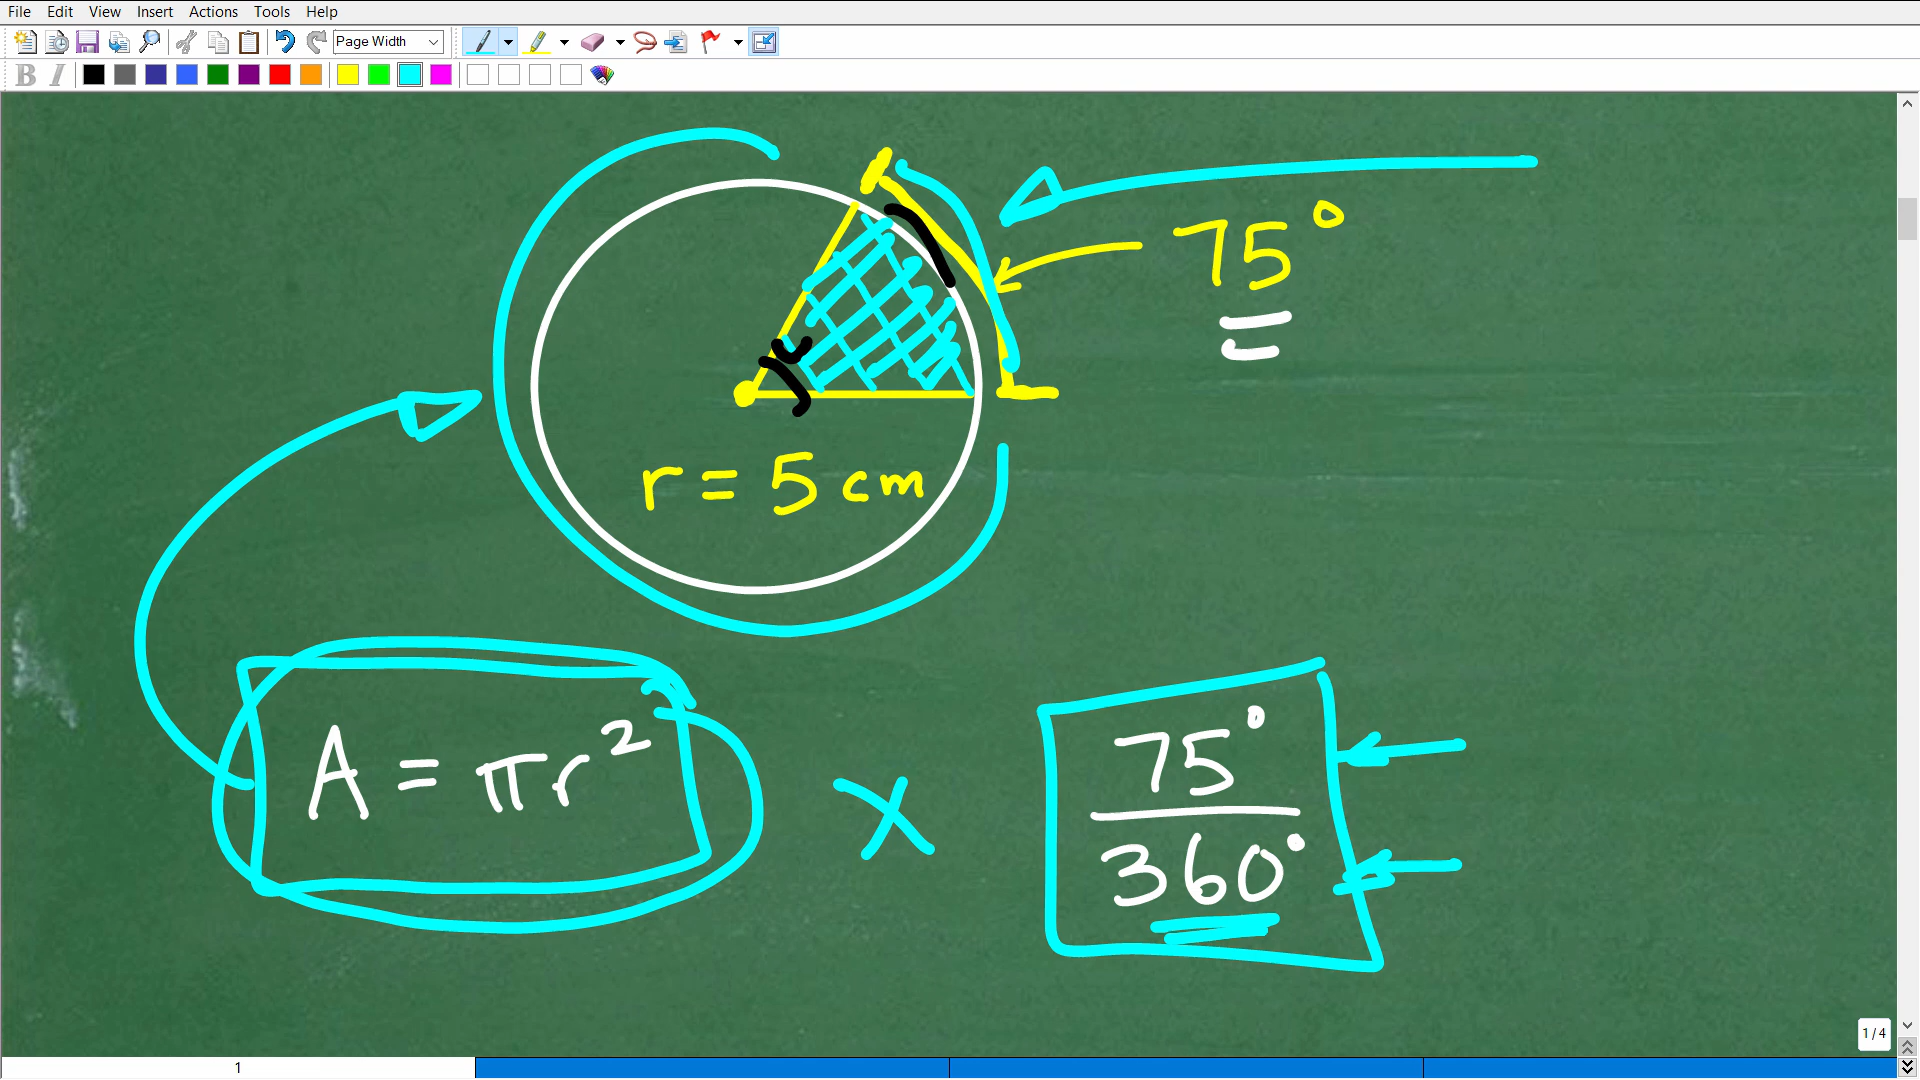 File Edit View Insert Actions Tools Help
Page Width
B I
75°
r = 5 cm
A = πr² x 75°/360°
1 / 4
1